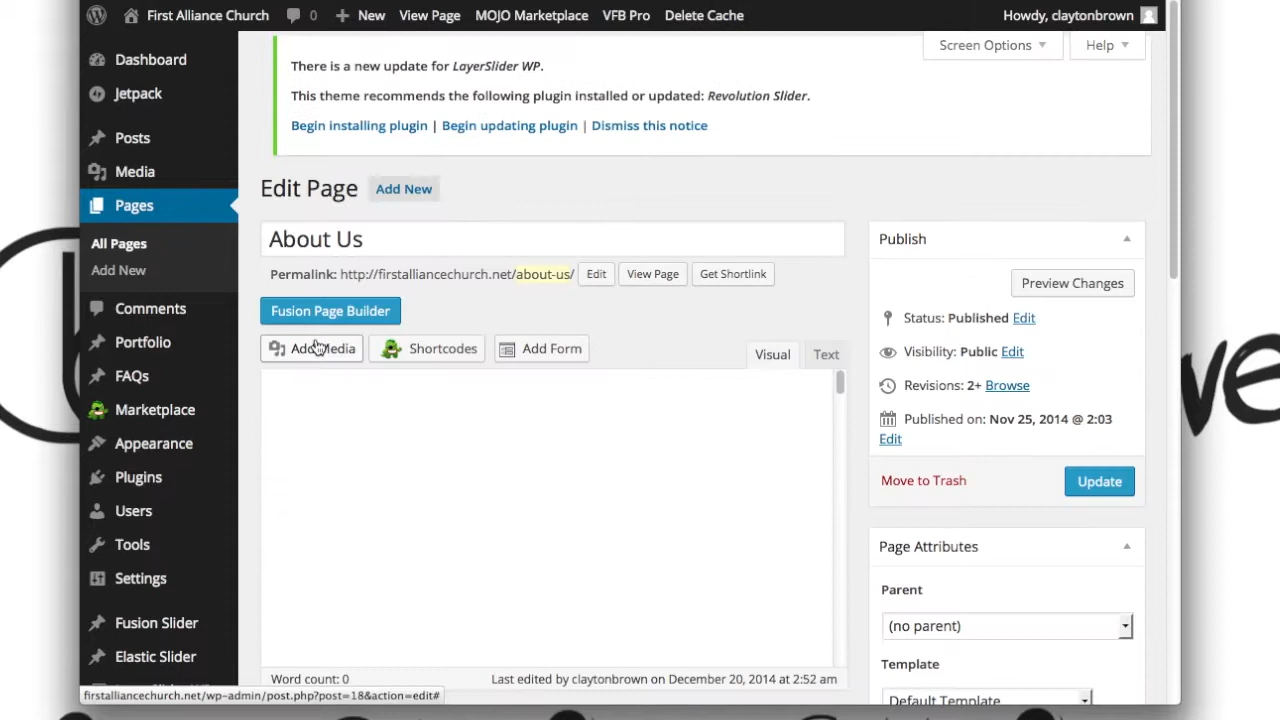 First Alliance Church 0 New View Page MOJO Marketplace VFB Pro Delete Cache Howdy, claytonbrown
Screen Options Help
There is a new update for LayerSlider WP.
This theme recommends the following plugin installed or updated: Revolution Slider.
Begin installing plugin | Begin updating plugin | Dismiss this notice
Dashboard
Jetpack
Posts
Media
Pages
All Pages
Add New
Comments
Portfolio
FAQs
Marketplace
Appearance
Plugins
Users
Tools
Settings
Fusion Slider
Elastic Slider
Edit Page Add New
About Us
Permalink: http://firstalliancechurch.net/about-us/ Edit View Page Get Shortlink
Fusion Page Builder
Add Media Shortcodes Add Form
Visual Text
Word count: 0 Last edited by claytonbrown on December 20, 2014 at 2:52 am
Publish
Preview Changes
Status: Published Edit
Visibility: Public Edit
Revisions: 2+ Browse
Published on: Nov 25, 2014 @ 2:03
Edit
Move to Trash Update
Page Attributes
Parent
(no parent)
Template
Default Template
firstalliancechurch.net/wp-admin/post.php?post=18&action=edit#